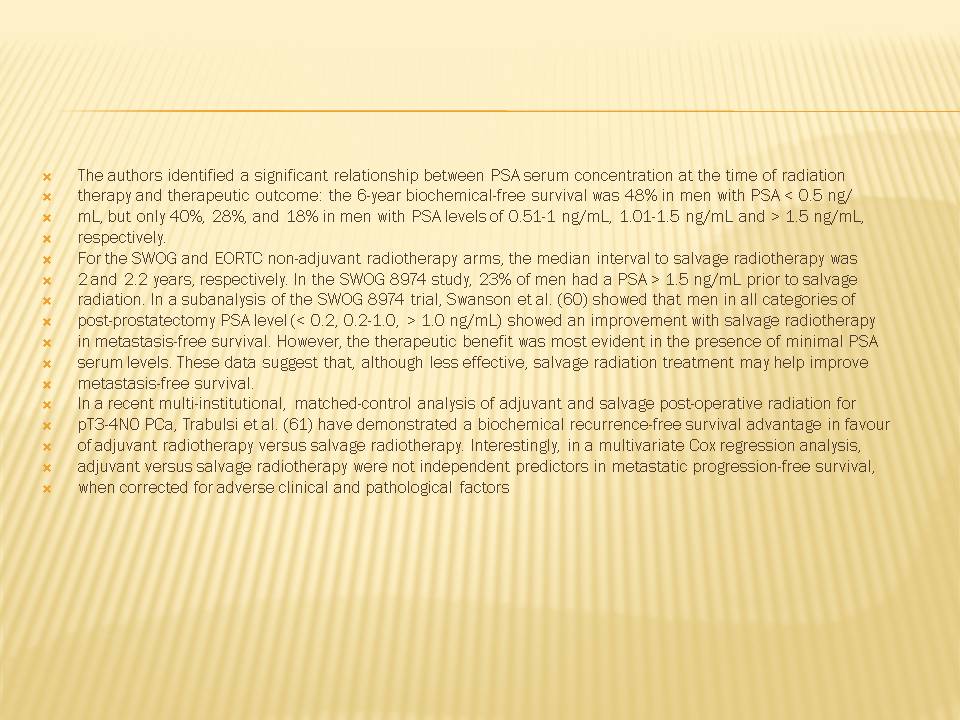 The authors identified a significant relationship between PSA serum concentration at the time of radiation
therapy and therapeutic outcome: the 6-year biochemical-free survival was 48% in men with PSA < 0.5 ng/
mL, but only 40%, 28%, and 18% in men with PSA levels of 0.51-1 ng/mL, 1.01-1.5 ng/mL and > 1.5 ng/mL,
respectively.
For the SWOG and EORTC non-adjuvant radiotherapy arms, the median interval to salvage radiotherapy was
2 and 2.2 years, respectively. In the SWOG 8974 study, 23% of men had a PSA > 1.5 ng/mL prior to salvage
radiation. In a subanalysis of the SWOG 8974 trial, Swanson et al. (60) showed that men in all categories of
post-prostatectomy PSA level (< 0.2, 0.2-1.0, > 1.0 ng/mL) showed an improvement with salvage radiotherapy
in metastasis-free survival. However, the therapeutic benefit was most evident in the presence of minimal PSA
serum levels. These data suggest that, although less effective, salvage radiation treatment may help improve
metastasis-free survival.
In a recent multi-institutional, matched-control analysis of adjuvant and salvage post-operative radiation for
pT3-4N0 PCa, Trabulsi et al. (61) have demonstrated a biochemical recurrence-free survival advantage in favour
of adjuvant radiotherapy versus salvage radiotherapy. Interestingly, in a multivariate Cox regression analysis,
adjuvant versus salvage radiotherapy were not independent predictors in metastatic progression-free survival,
when corrected for adverse clinical and pathological factors